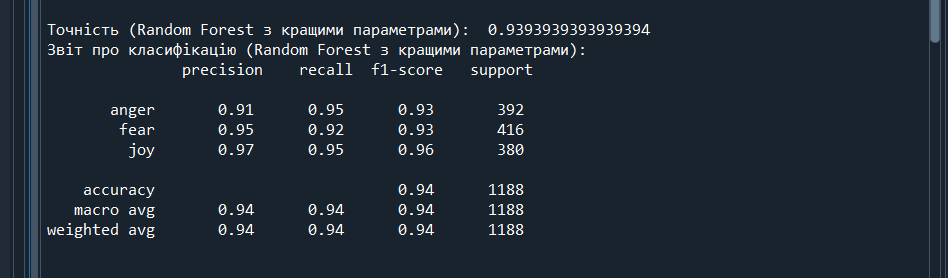 Точність (Random Forest з кращими параметрами):  0.9393939393939394
Звіт про класифікацію (Random Forest з кращими параметрами):
              precision    recall  f1-score   support

       anger       0.91      0.95      0.93       392
        fear       0.95      0.92      0.93       416
         joy       0.97      0.95      0.96       380

    accuracy                           0.94      1188
   macro avg       0.94      0.94      0.94      1188
weighted avg       0.94      0.94      0.94      1188